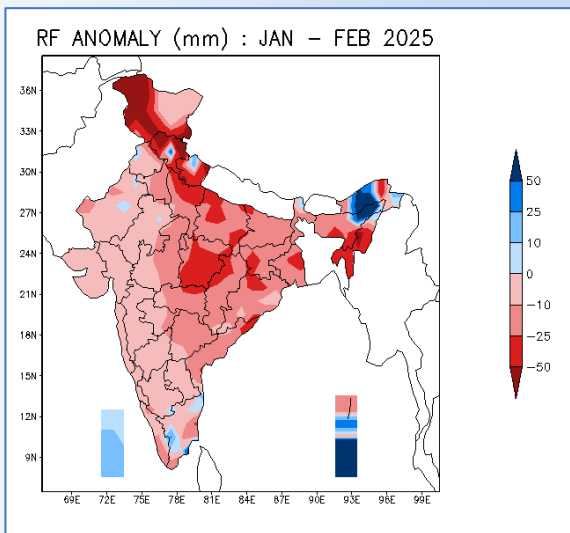 RF ANOMALY (mm) : JAN – FEB 2025
36N
33N
30N
27N
24N
21N
18N
15N
12N
9N
69E 72E 75E 78E 81E 84E 87E 90E 93E 96E 99E
50
25
10
0
−10
−25
−50